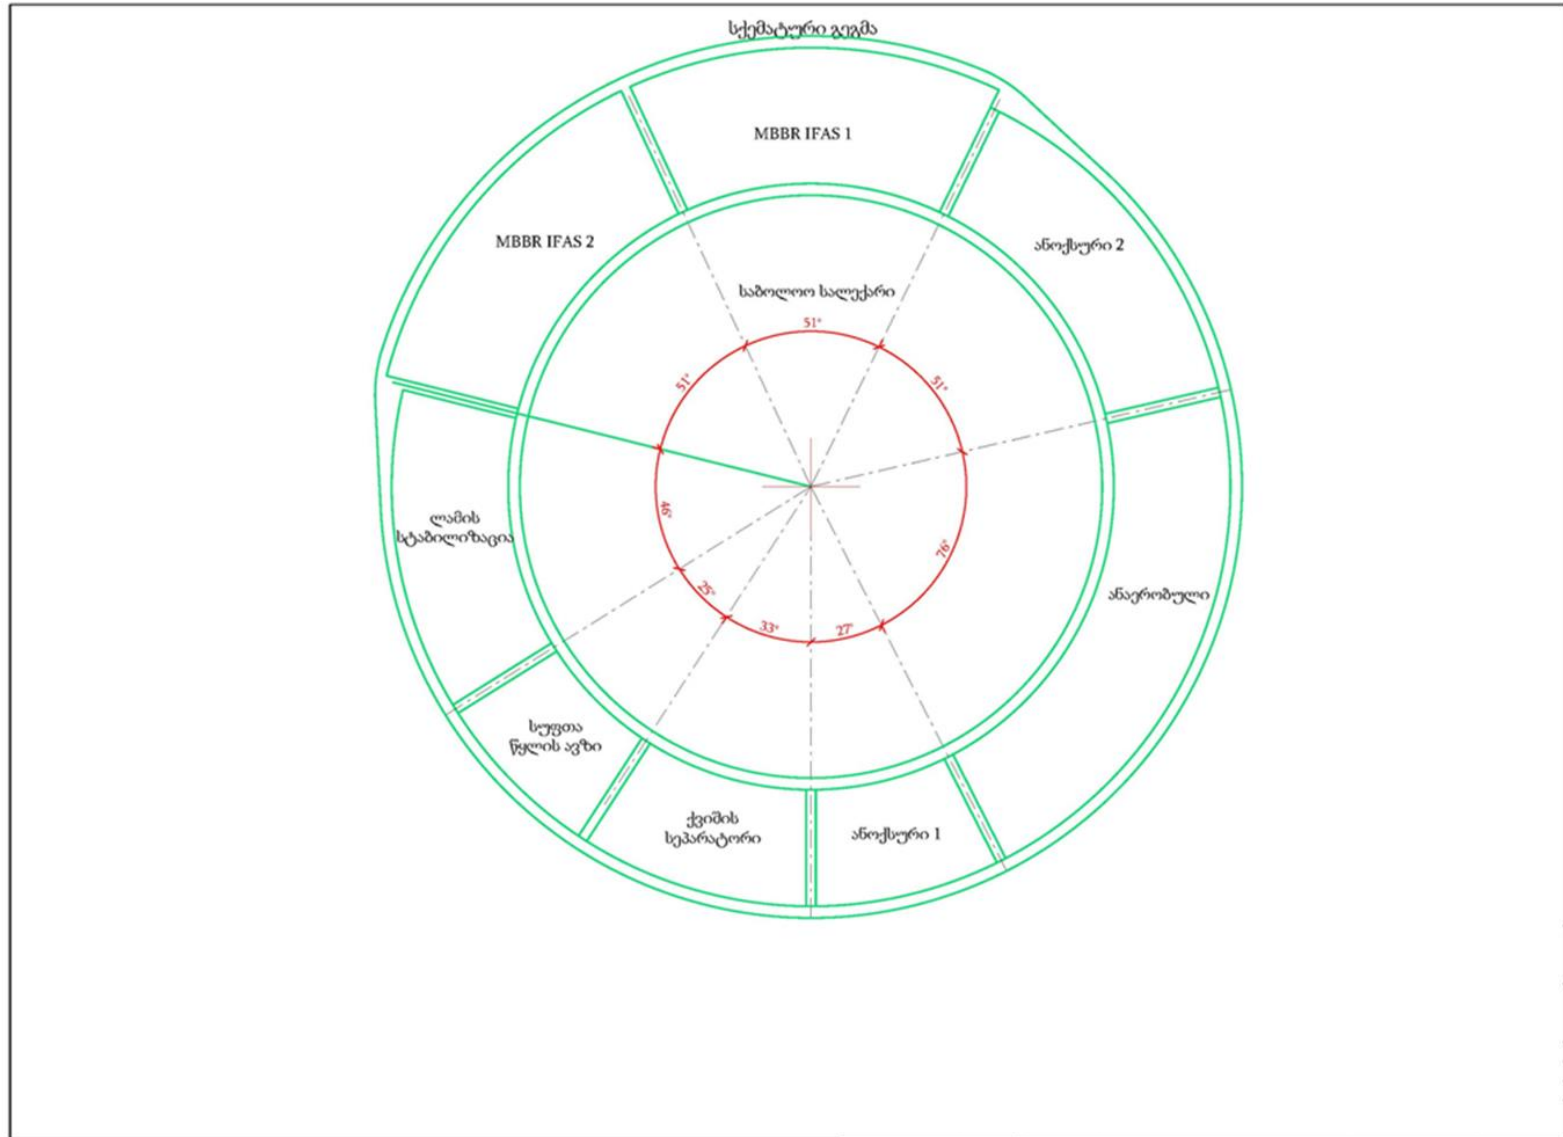 სქემატური გეგმა
MBBR IFAS 1
MBBR IFAS 2
ანოქსური 2
საბოლოო სალექარი
51°
51°
51°
46°
76°
25°
33°
27°
ლამის
სტაბილიზაცია
ანაერობული
სუფთა
წყლის ავზი
ქვიშის
სეპარატორი
ანოქსური 1